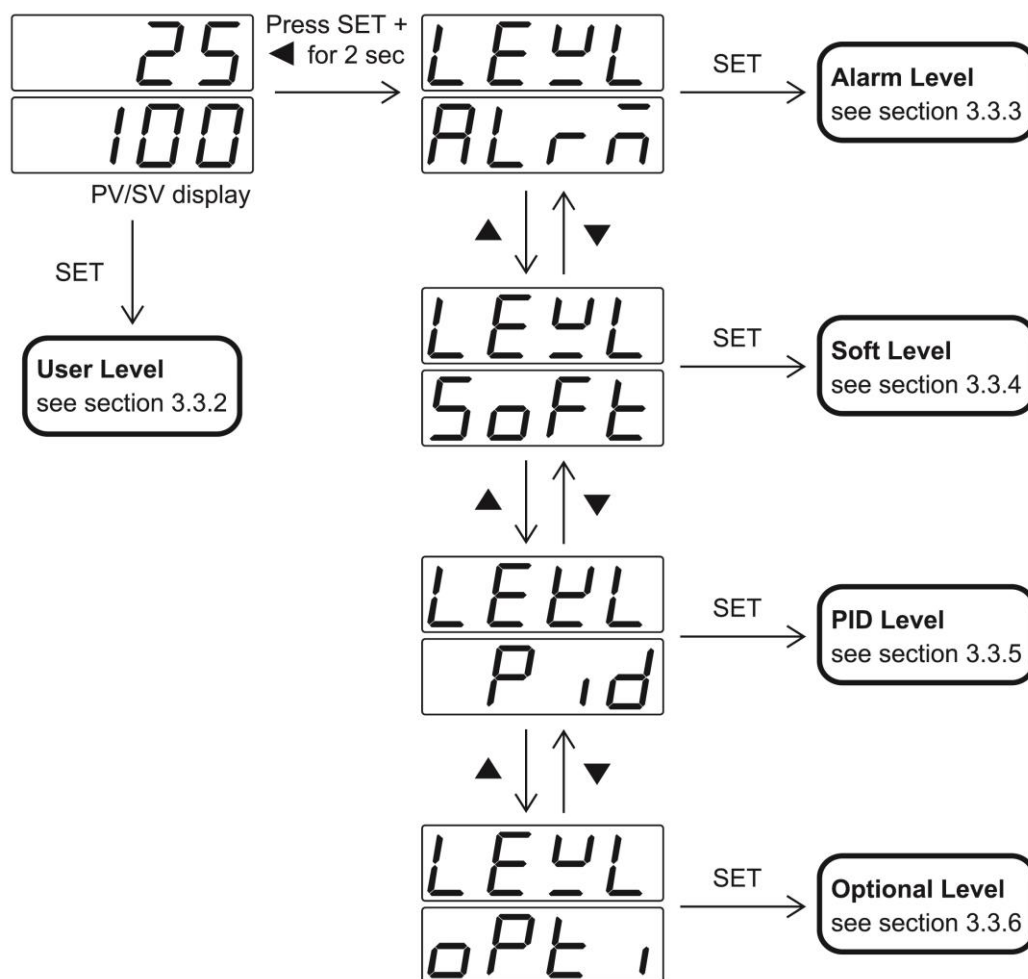 25
100
PV/SV display
Press SET +
◀ for 2 sec
LEVL
ALrm
SET
Alarm Level
see section 3.3.3
SET
User Level
see section 3.3.2
▲ ▼
LEVL
SoFt
SET
Soft Level
see section 3.3.4
▲ ▼
LEVL
Pid
SET
PID Level
see section 3.3.5
▲ ▼
LEVL
oPti
SET
Optional Level
see section 3.3.6